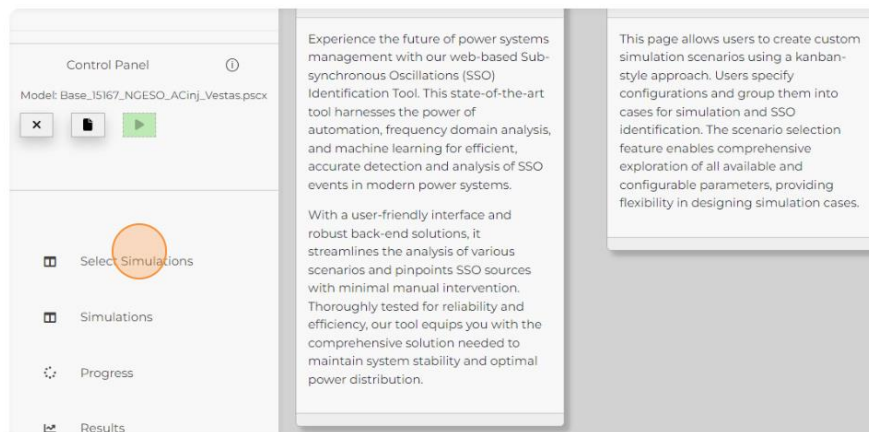 Control Panel
Model: Base_15167_NGESO_ACinj_Vestas.pscx
Select Simulations
Simulations
Progress
Results
Experience the future of power systems
management with our web-based Sub-
synchronous Oscillations (SSO)
Identification Tool. This state-of-the-art
tool harnesses the power of
automation, frequency domain analysis,
and machine learning for efficient,
accurate detection and analysis of SSO
events in modern power systems.
With a user-friendly interface and
robust back-end solutions, it
streamlines the analysis of various
scenarios and pinpoints SSO sources
with minimal manual intervention.
Thoroughly tested for reliability and
efficiency, our tool equips you with the
comprehensive solution needed to
maintain system stability and optimal
power distribution.
This page allows users to create custom
simulation scenarios using a kanban-
style approach. Users specify
configurations and group them into
cases for simulation and SSO
identification. The scenario selection
feature enables comprehensive
exploration of all available and
configurable parameters, providing
flexibility in designing simulation cases.